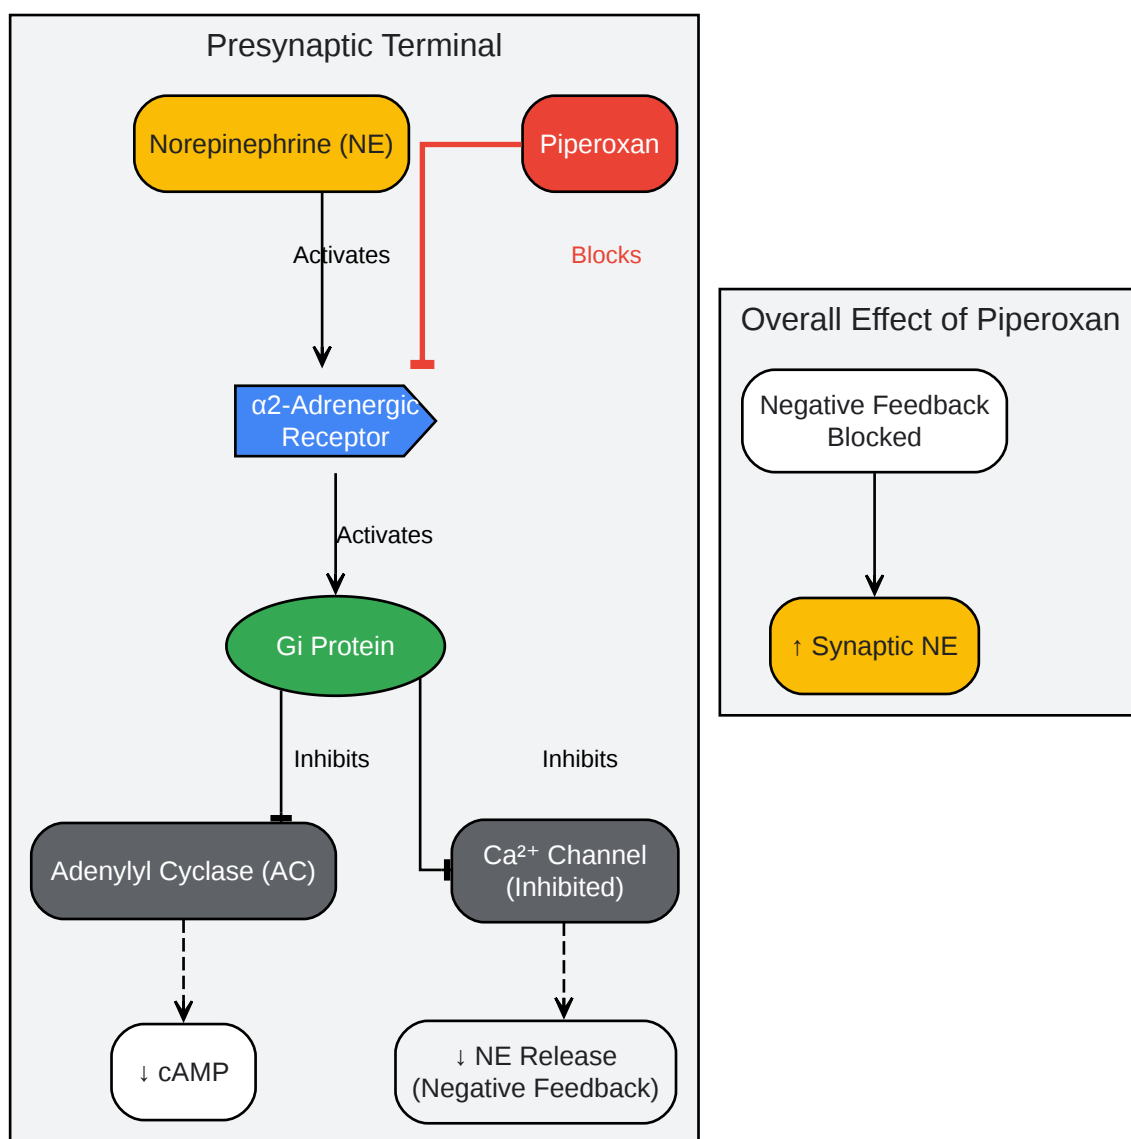 Presynaptic Terminal
Norepinephrine (NE)
Piperoxan
Activates
Blocks
α2-Adrenergic
Receptor
Activates
Gi Protein
Inhibits
Inhibits
Adenylyl Cyclase (AC)
Ca²⁺ Channel
(Inhibited)
↓ cAMP
↓ NE Release
(Negative Feedback)
Overall Effect of Piperoxan
Negative Feedback
Blocked
↑ Synaptic NE